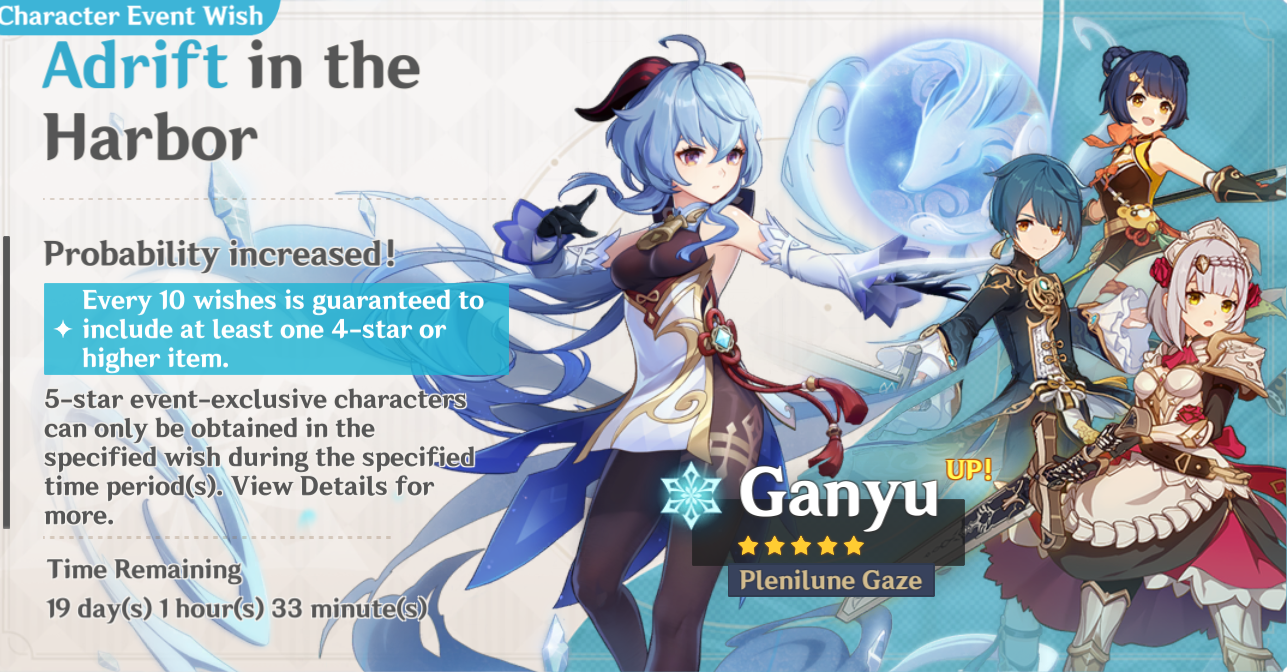 Character Event Wish
Adrift in the
Harbor
Probability increased!
Every 10 wishes is guaranteed to
include at least one 4-star or
higher item.
5-star event-exclusive characters
can only be obtained in the
specified wish during the specified
time period(s). View Details for
more.
Time Remaining
19 day(s) 1 hour(s) 33 minute(s)
UP!
Ganyu
Plenilune Gaze